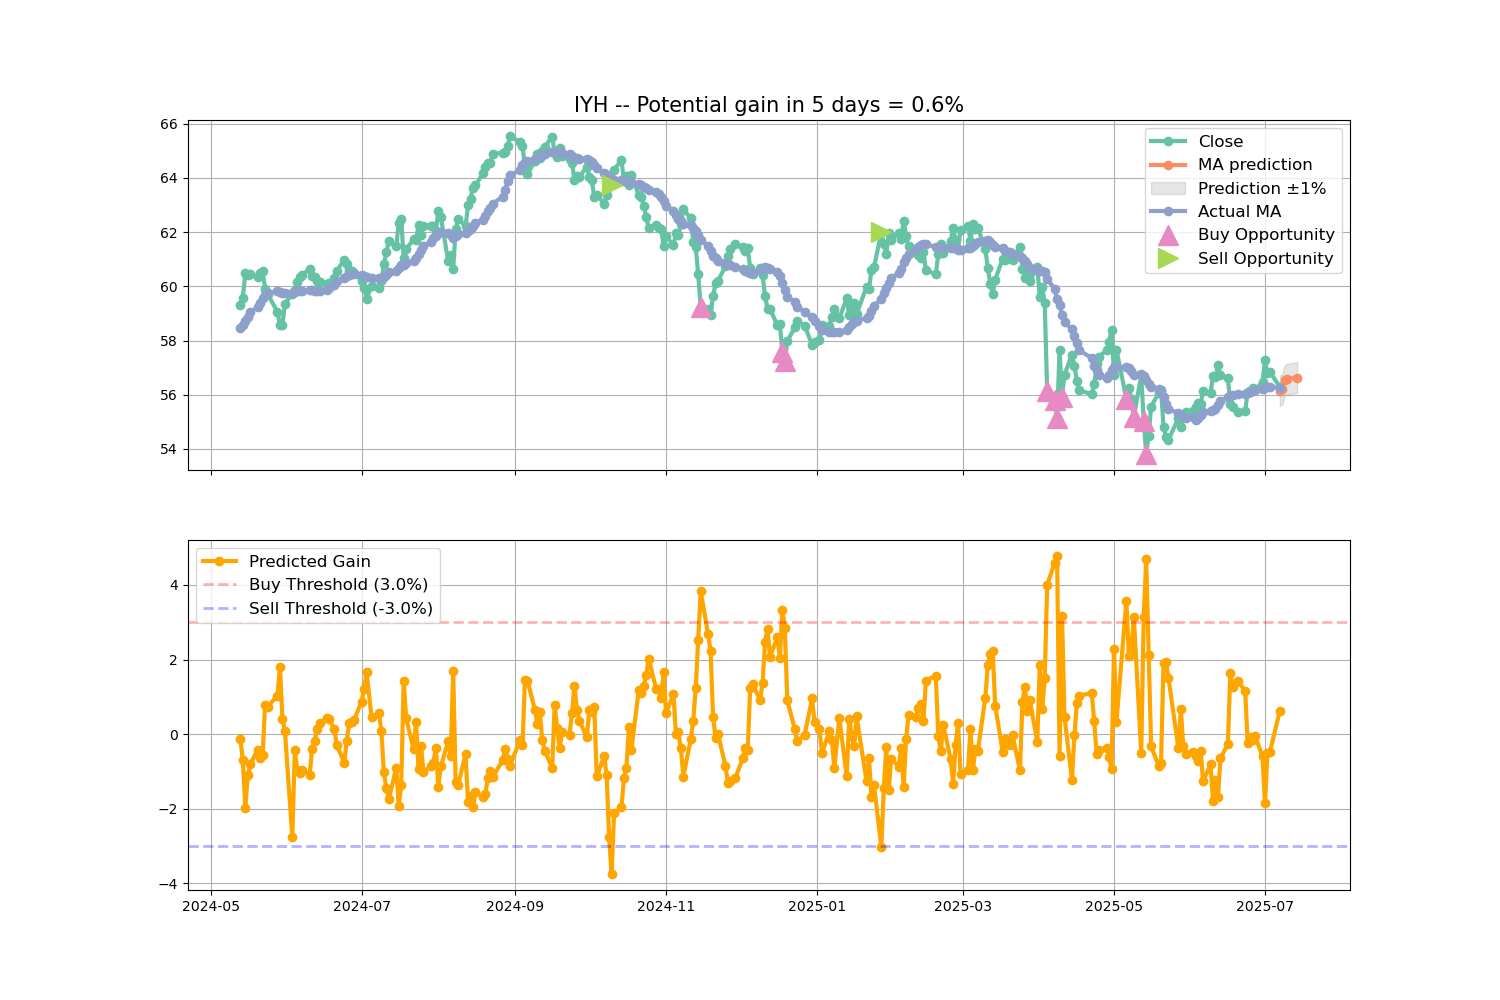 IYH -- Potential gain in 5 days = 0.6%
66
64
62
60
58
56
54
Close
MA prediction
Prediction ±1%
Actual MA
Buy Opportunity
Sell Opportunity
Predicted Gain
Buy Threshold (3.0%)
Sell Threshold (-3.0%)
4
2
0
−2
−4
2024-05
2024-07
2024-09
2024-11
2025-01
2025-03
2025-05
2025-07